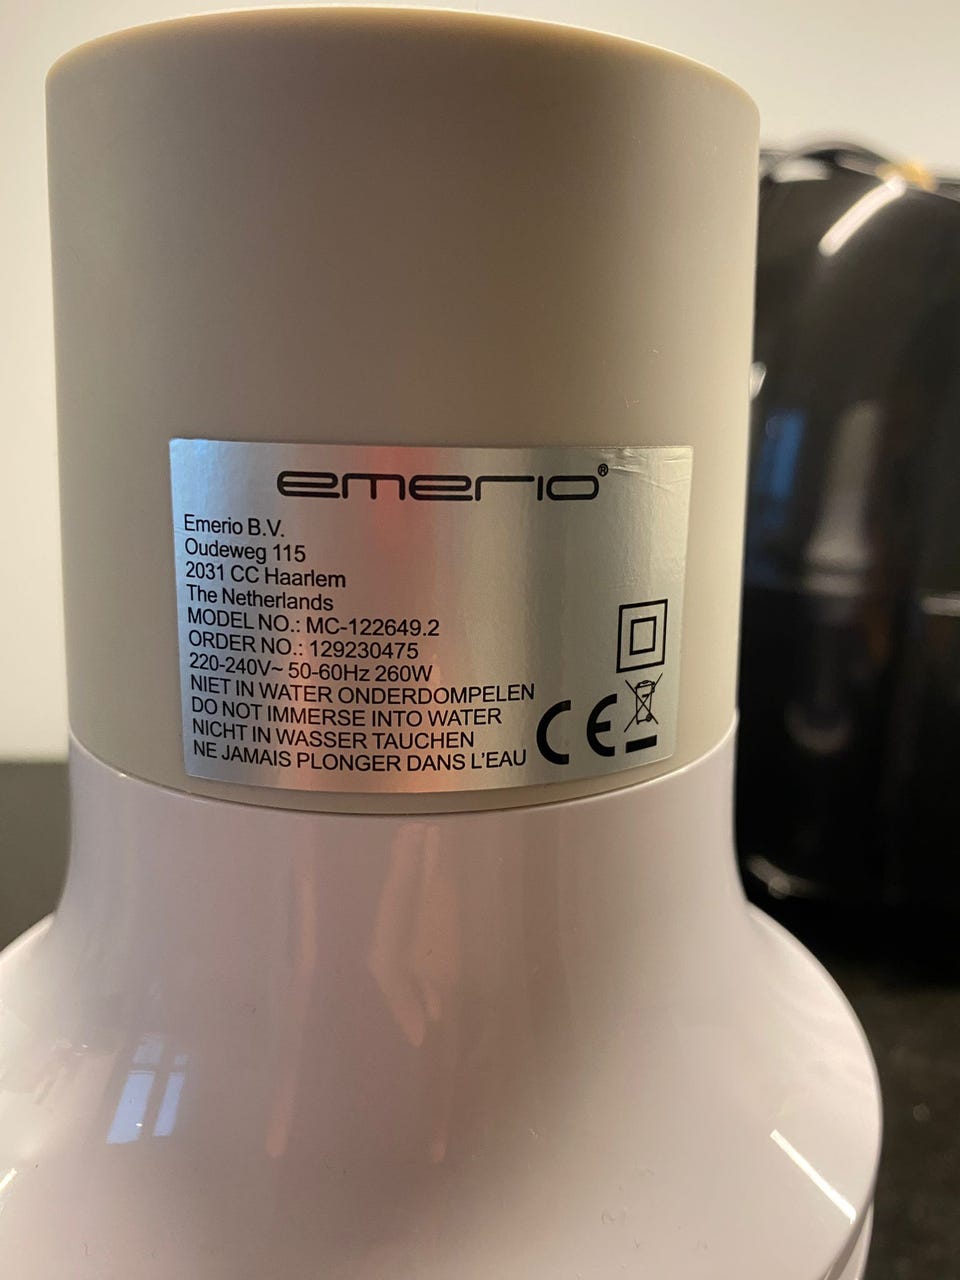 emerio®
Emerio B.V.
Oudeweg 115
2031 CC Haarlem
The Netherlands
MODEL NO.: MC-122649.2
ORDER NO.: 129230475
220-240V~ 50-60Hz 260W
NIET IN WATER ONDERDOMPELEN
DO NOT IMMERSE INTO WATER
NICHT IN WASSER TAUCHEN
NE JAMAIS PLONGER DANS L'EAU
CE